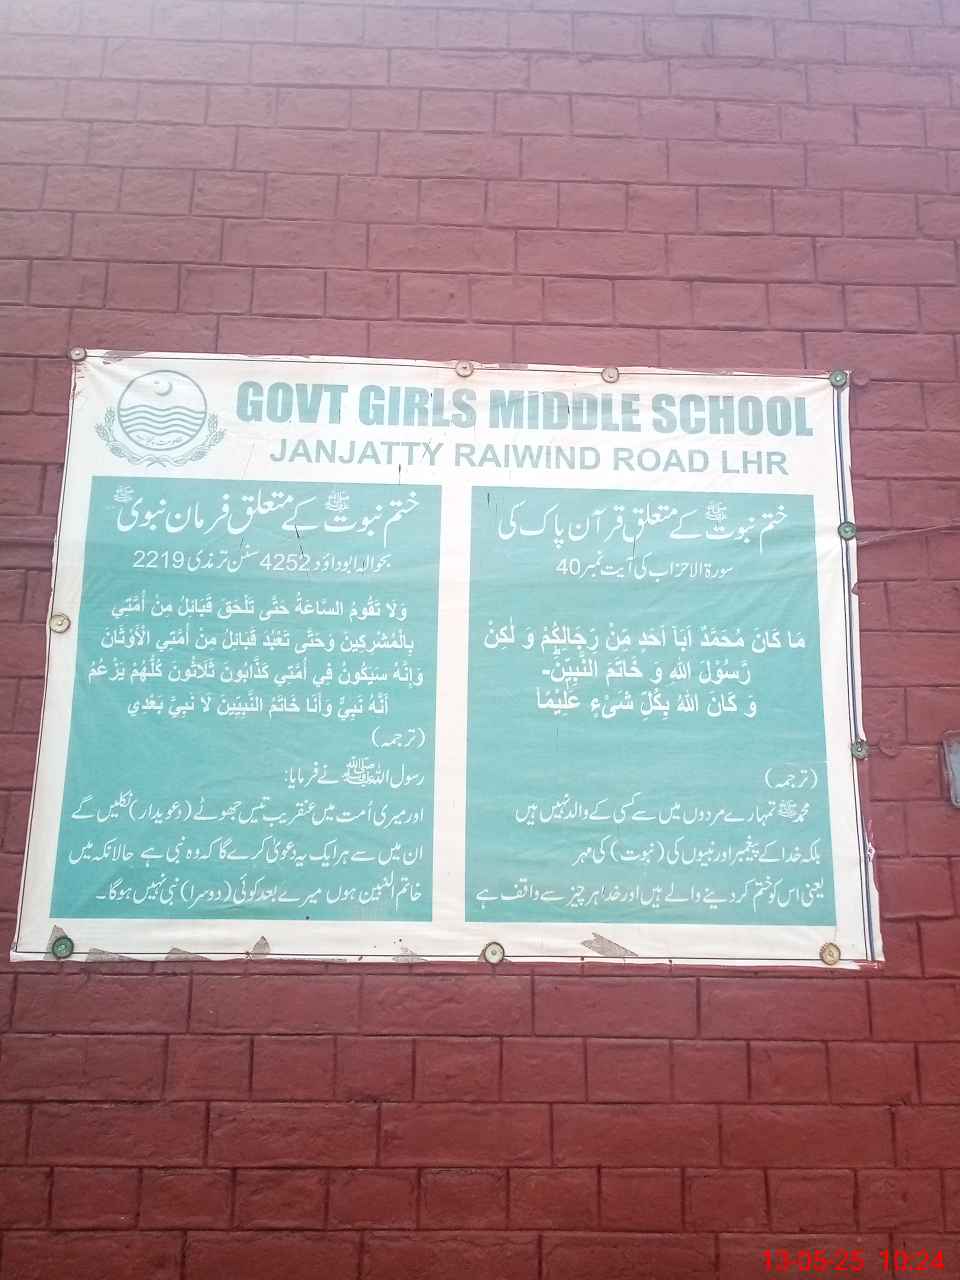 GOVT GIRLS MIDDLE SCHOOL
JANJATTY RAIWIND ROAD LHR
ختم نبوت ﷺ کے متعلق قرآن پاک کی
سورۃ الاحزاب کی آیت نمبر 40
مَا كَانَ مُحَمَّدٌ اَبَآ اَحَدٍ مِّنْ رِّجَالِكُمْ وَ لٰكِنْ
رَّسُوْلَ اللهِ وَ خَاتَمَ النَّبِيّٖنَؕ-
وَ كَانَ اللهُ بِكُلِّ شَیْءٍ عَلِيْمًا
(ترجمہ)
محمد ﷺ تمہارے مردوں میں سے کسی کے والد نہیں ہیں
بلکہ خدا کے پیغمبر اور نبیوں کی (نبوت) کی مہر
یعنی اس کو ختم کر دینے والے ہیں اور خدا ہر چیز سے واقف ہے
ختم نبوت ﷺ کے متعلق فرمان نبوی ﷺ
بحوالہ ابوداؤد 4252 سنن ترمذی 2219
وَلَا تَقُومُ السَّاعَةُ حَتَّى تَلْحَقَ قَبَائِلُ مِنْ أُمَّتِي
بِالْمُشْرِكِينَ وَحَتَّى تَعْبُدَ قَبَائِلُ مِنْ أُمَّتِي الْأَوْثَانَ
وَإِنَّهُ سَيَكُونُ فِي أُمَّتِي كَذَّابُونَ ثَلَاثُونَ كُلُّهُمْ يَزْعُمُ
أَنَّهُ نَبِيٌّ وَأَنَا خَاتَمُ النَّبِيِّينَ لَا نَبِيَّ بَعْدِي
(ترجمہ)
رسول اللہ ﷺ نے فرمایا:
اور میری اُمت میں عنقریب تیس جھوٹے (دعویدار) نکلیں گے
ان میں سے ہر ایک یہ دعویٰ کرے گا کہ وہ نبی ہے حالانکہ میں
خاتم النبین ہوں میرے بعد کوئی (دوسرا) نبی نہیں ہوگا۔
13-05-25 10:24